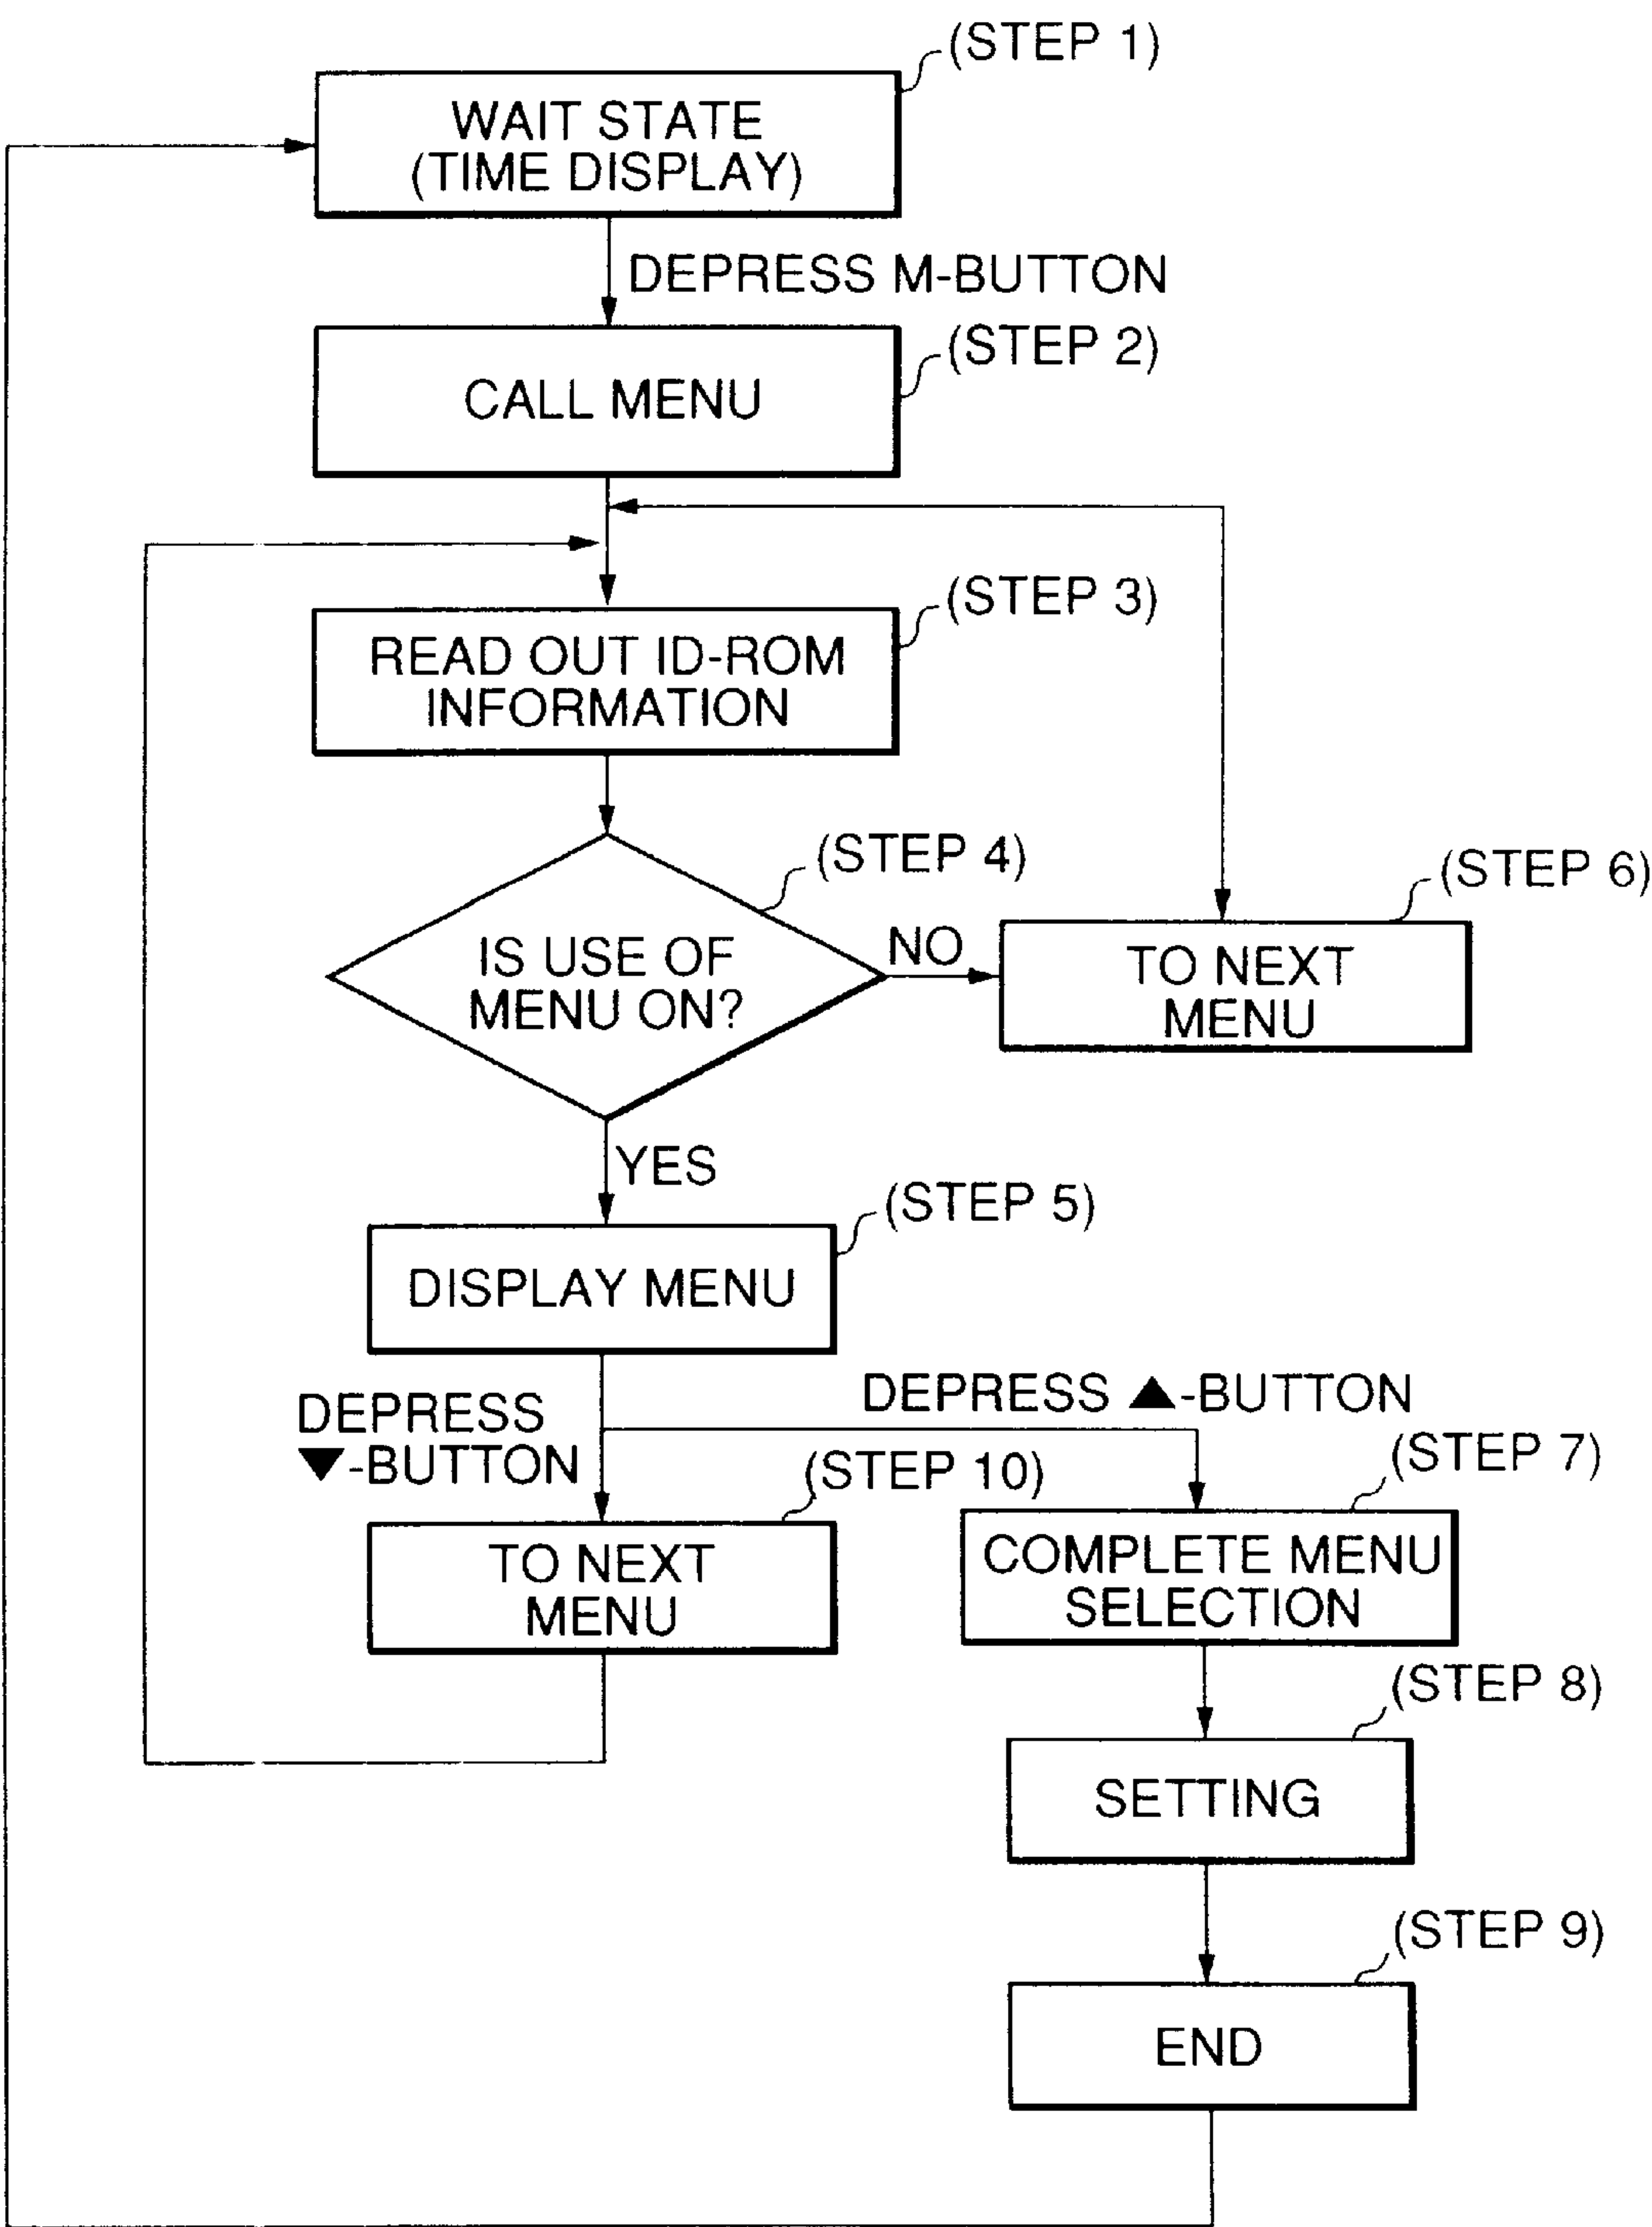 (STEP 1)
WAIT STATE
(TIME DISPLAY)
DEPRESS M-BUTTON
(STEP 2)
CALL MENU
(STEP 3)
READ OUT ID-ROM
INFORMATION
(STEP 4)
IS USE OF
MENU ON?
NO
(STEP 6)
TO NEXT
MENU
YES
(STEP 5)
DISPLAY MENU
DEPRESS
▼-BUTTON
DEPRESS ▲-BUTTON
(STEP 10)
TO NEXT
MENU
(STEP 7)
COMPLETE MENU
SELECTION
(STEP 8)
SETTING
(STEP 9)
END